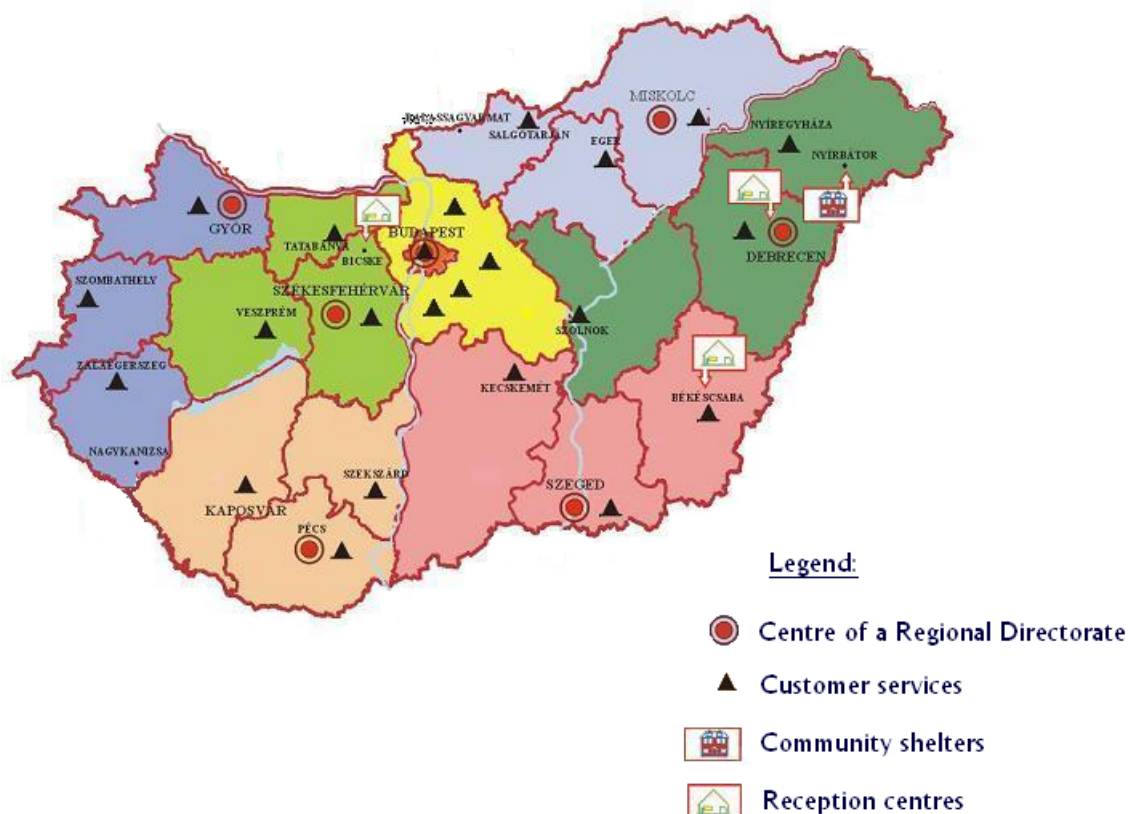 MISKOLC
SALGÓTARJÁN
EGER
NYÍREGYHÁZA
NYÍRBÁTOR
GYŐR
TATABÁNYA
BICSKE
BUDAPEST
DEBRECEN
SZOMBATHELY
SZÉKESFEHÉRVÁR
VESZPRÉM
SZOLNOK
ZALAEGERSZEG
KECSKEMÉT
BÉKÉSCSABA
NAGYKANIZSA
SZEKSZÁRD
KAPOSVÁR
SZEGED
PÉCS
Legend:
Centre of a Regional Directorate
Customer services
Community shelters
Reception centres